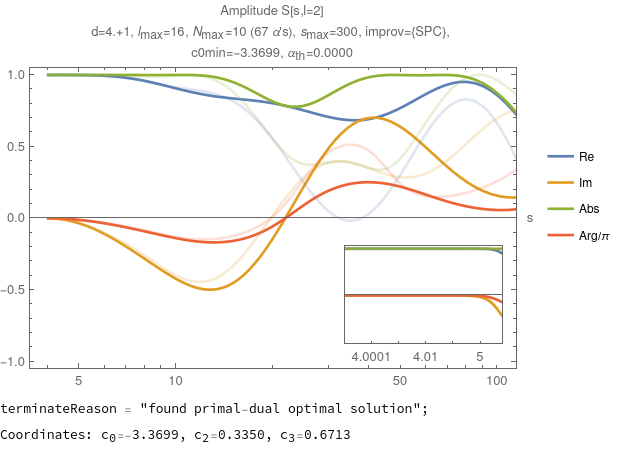 Amplitude S[s,l=2]
d=4.+1, lmax=16, Nmax=10 (67 α's), smax=300, improv={SPC},
c0min=-3.3699, αth=0.0000
1.0
0.5
0.0
-0.5
-1.0
s
Re
Im
Abs
Arg/π
4.0001 4.01 5
5 10 50 100
terminateReason = "found primal-dual optimal solution";
Coordinates: c0=-3.3699, c2=0.3350, c3=0.6713